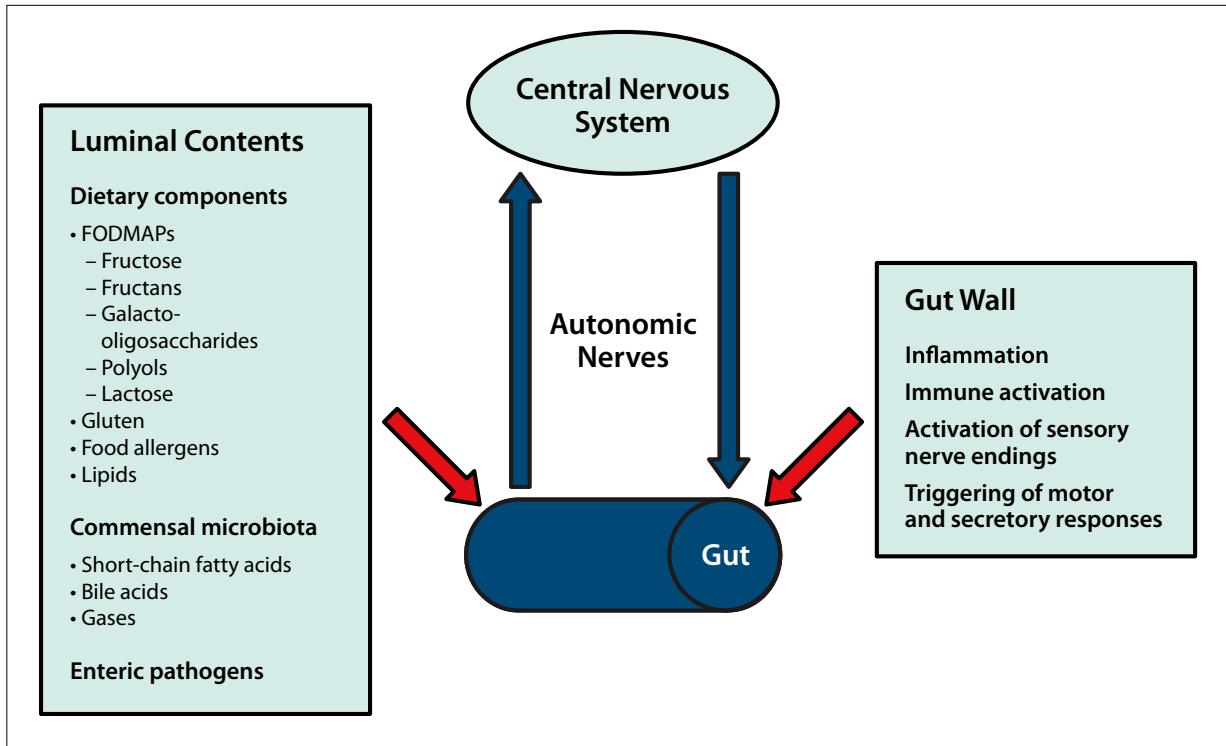 Central Nervous
System
Luminal Contents
Dietary components
• FODMAPs
– Fructose
– Fructans
– Galacto-
oligosaccharides
– Polyols
– Lactose
• Gluten
• Food allergens
• Lipids
Commensal microbiota
• Short-chain fatty acids
• Bile acids
• Gases
Enteric pathogens
Autonomic
Nerves
Gut
Gut Wall
Inflammation
Immune activation
Activation of sensory
nerve endings
Triggering of motor
and secretory responses